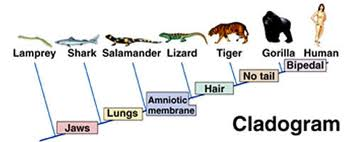 Lamprey Shark Salamander Lizard Tiger Gorilla Human
Bipedal
No tail
Hair
Amniotic
membrane
Lungs
Jaws
Cladogram